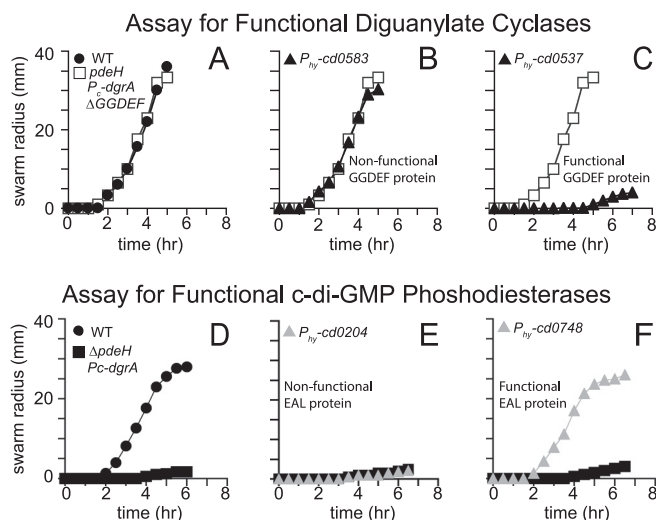 Assay for Functional Diguanylate Cyclases
swarm radius (mm)
40
20
0
WT
pdeH
Pc-dgrA
ΔGGDEF
A
0 2 4 6 8
time (hr)
Phy-cd0583
B
Non-functional
GGDEF protein
0 2 4 6 8
time (hr)
Phy-cd0537
C
Functional
GGDEF protein
0 2 4 6 8
time (hr)
Assay for Functional c-di-GMP Phoshodiesterases
swarm radius (mm)
40
20
0
WT
ΔpdeH
Pc-dgrA
D
0 2 4 6 8
time (hr)
Phy-cd0204
E
Non-functional
EAL protein
0 2 4 6 8
time (hr)
Phy-cd0748
F
Functional
EAL protein
0 2 4 6 8
time (hr)